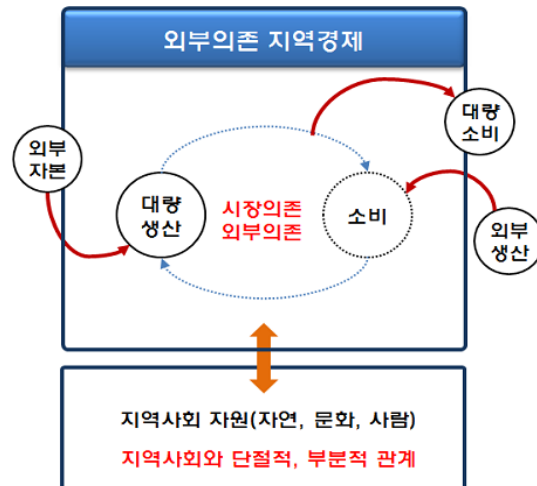 외부의존 지역경제
대량
소비
외부
자본
대량
생산
시장의존
외부의존
소비
외부
생산
지역사회 자원(자연, 문화, 사람)
지역사회와 단절적, 부분적 관계